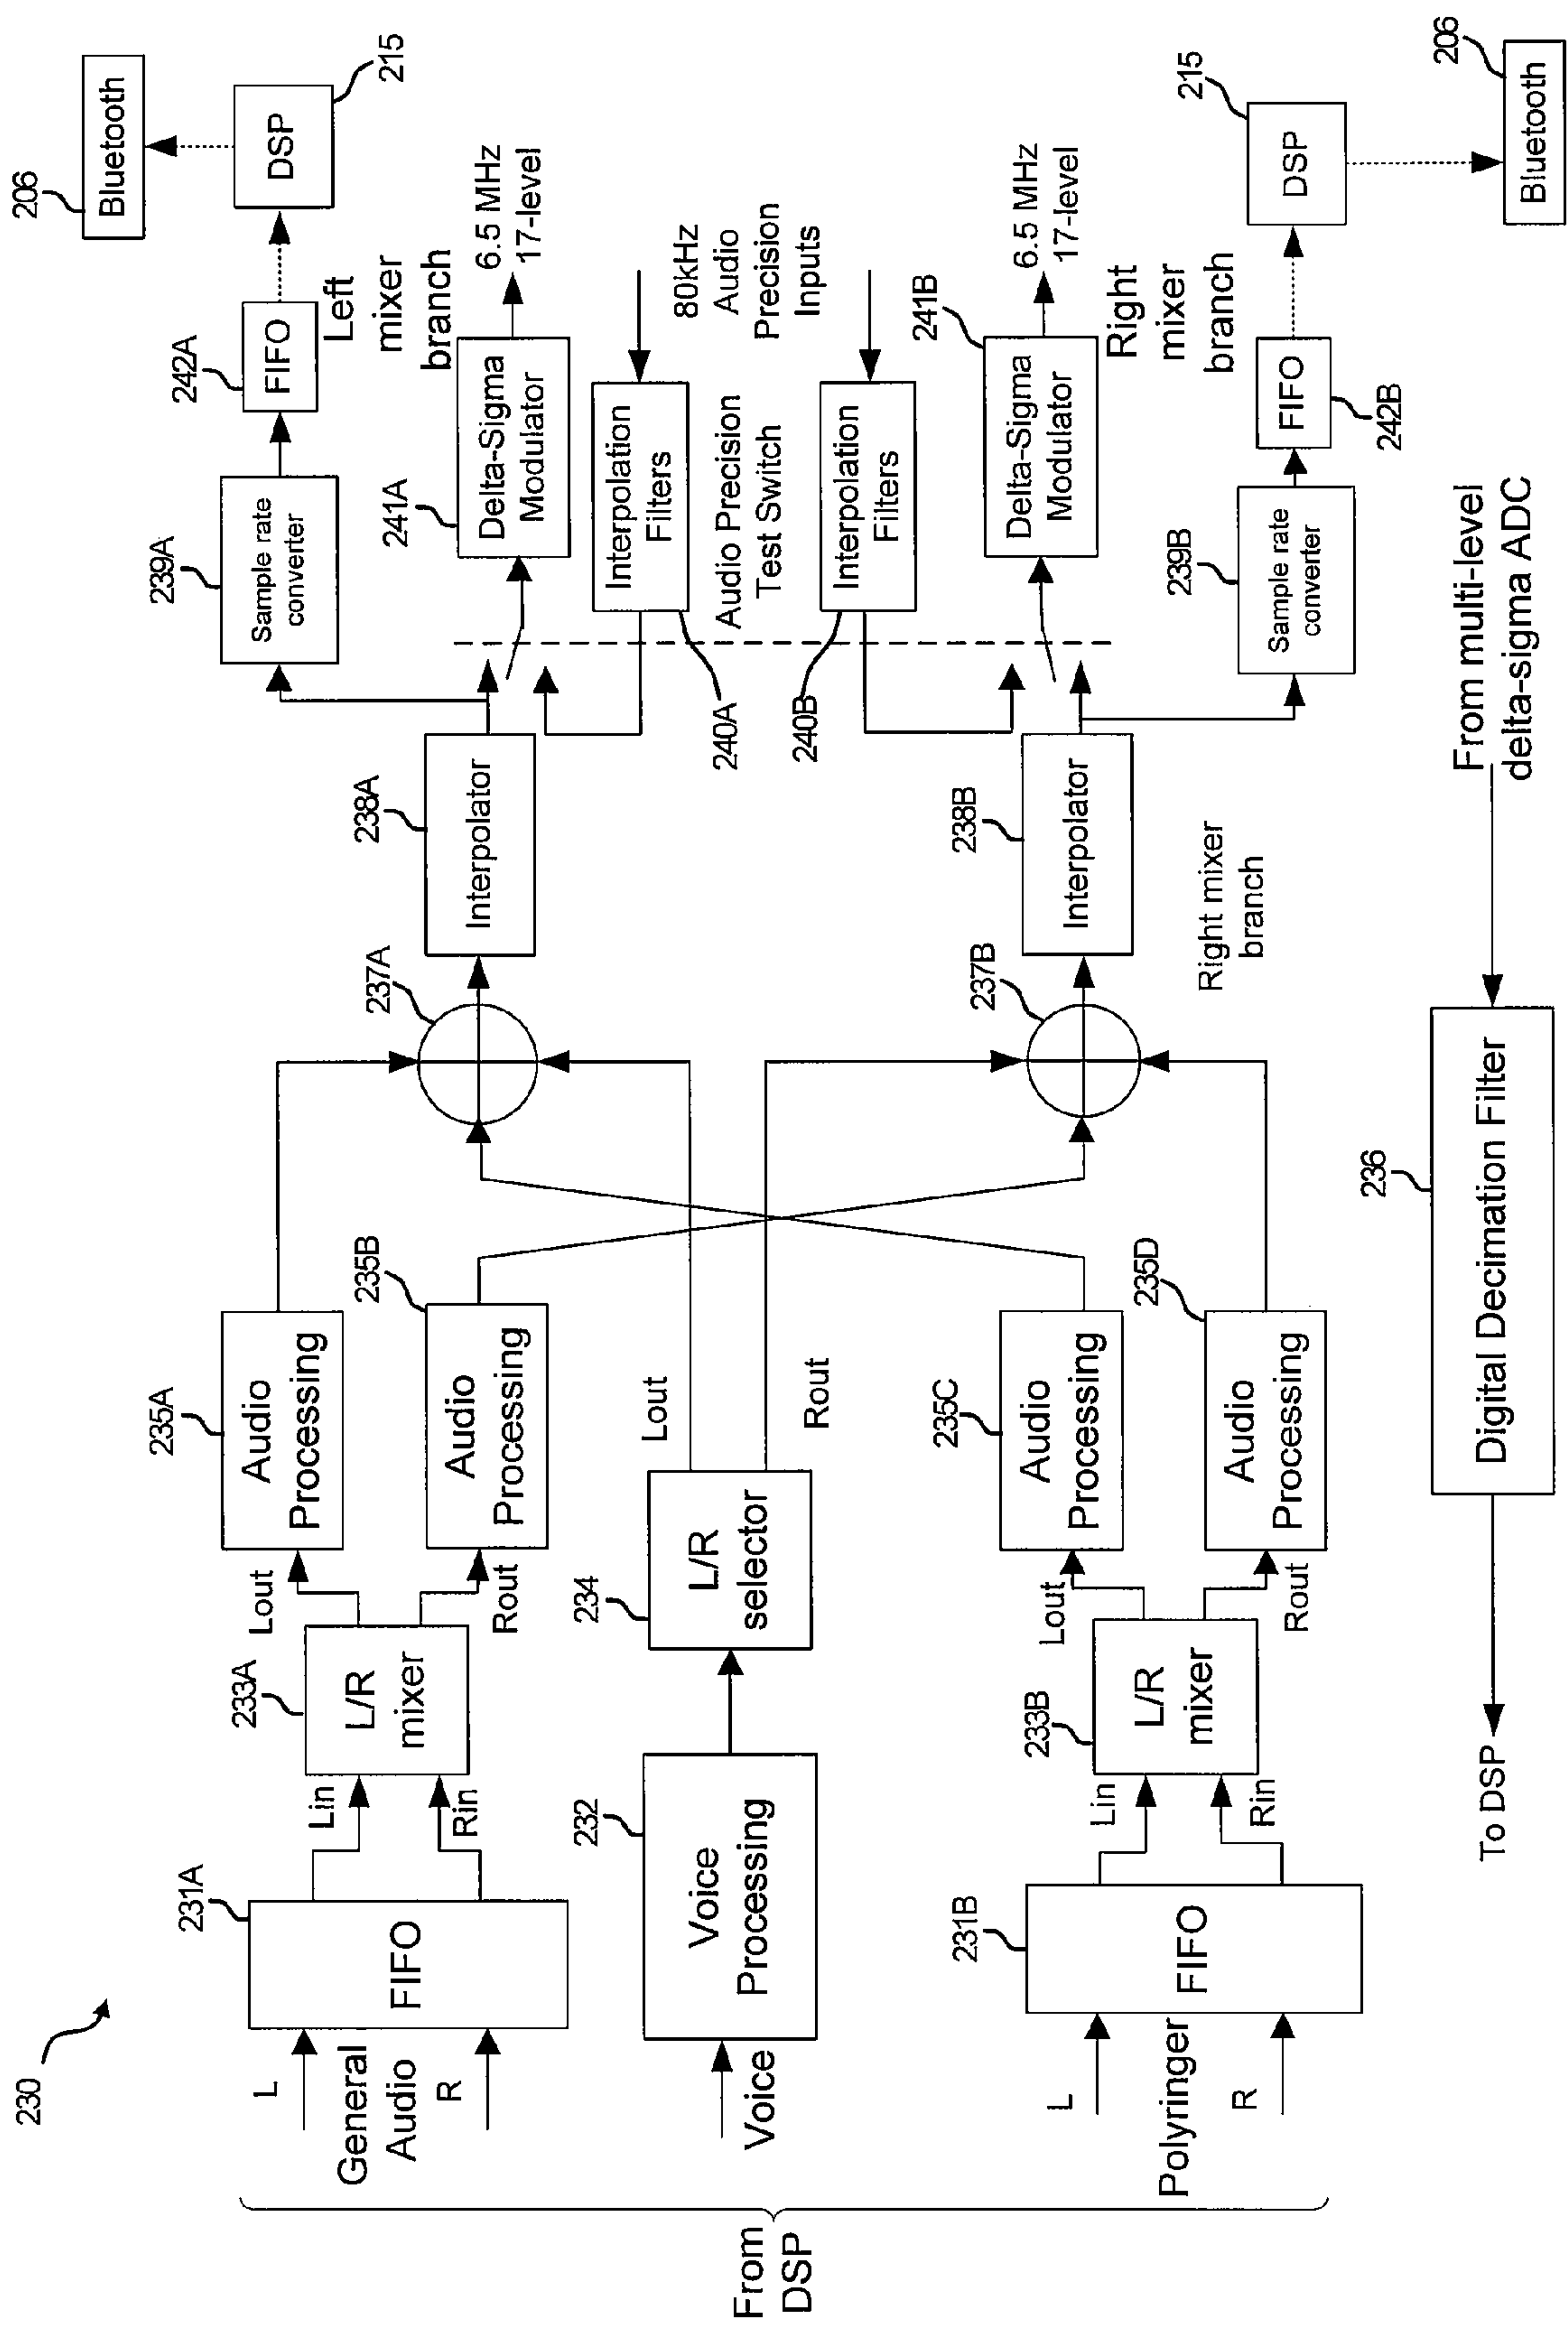 230
From
DSP
L
General
Audio
R
231A
FIFO
Lin
Rin
233A
L/R
mixer
Lout
Rout
235A
Audio
Processing
235B
Audio
Processing
Voice
232
Voice
Processing
234
L/R
selector
Lout
Rout
L
Polyringer
R
231B
FIFO
Lin
Rin
233B
L/R
mixer
Lout
Rout
235C
Audio
Processing
235D
Audio
Processing
237A
237B
238A
Interpolator
238B
Interpolator
Right mixer
branch
239A
Sample rate
converter
242A
FIFO
215
DSP
206
Bluetooth
Left
mixer
branch
241A
Delta-Sigma
Modulator
6.5 MHz
17-level
Interpolation
Filters
240A
Audio Precision
Test Switch
80kHz
Audio
Precision
Inputs
Interpolation
Filters
240B
241B
Delta-Sigma
Modulator
6.5 MHz
17-level
Right
mixer
branch
239B
Sample rate
converter
242B
FIFO
215
DSP
206
Bluetooth
From multi-level
delta-sigma ADC
236
Digital Decimation Filter
To DSP